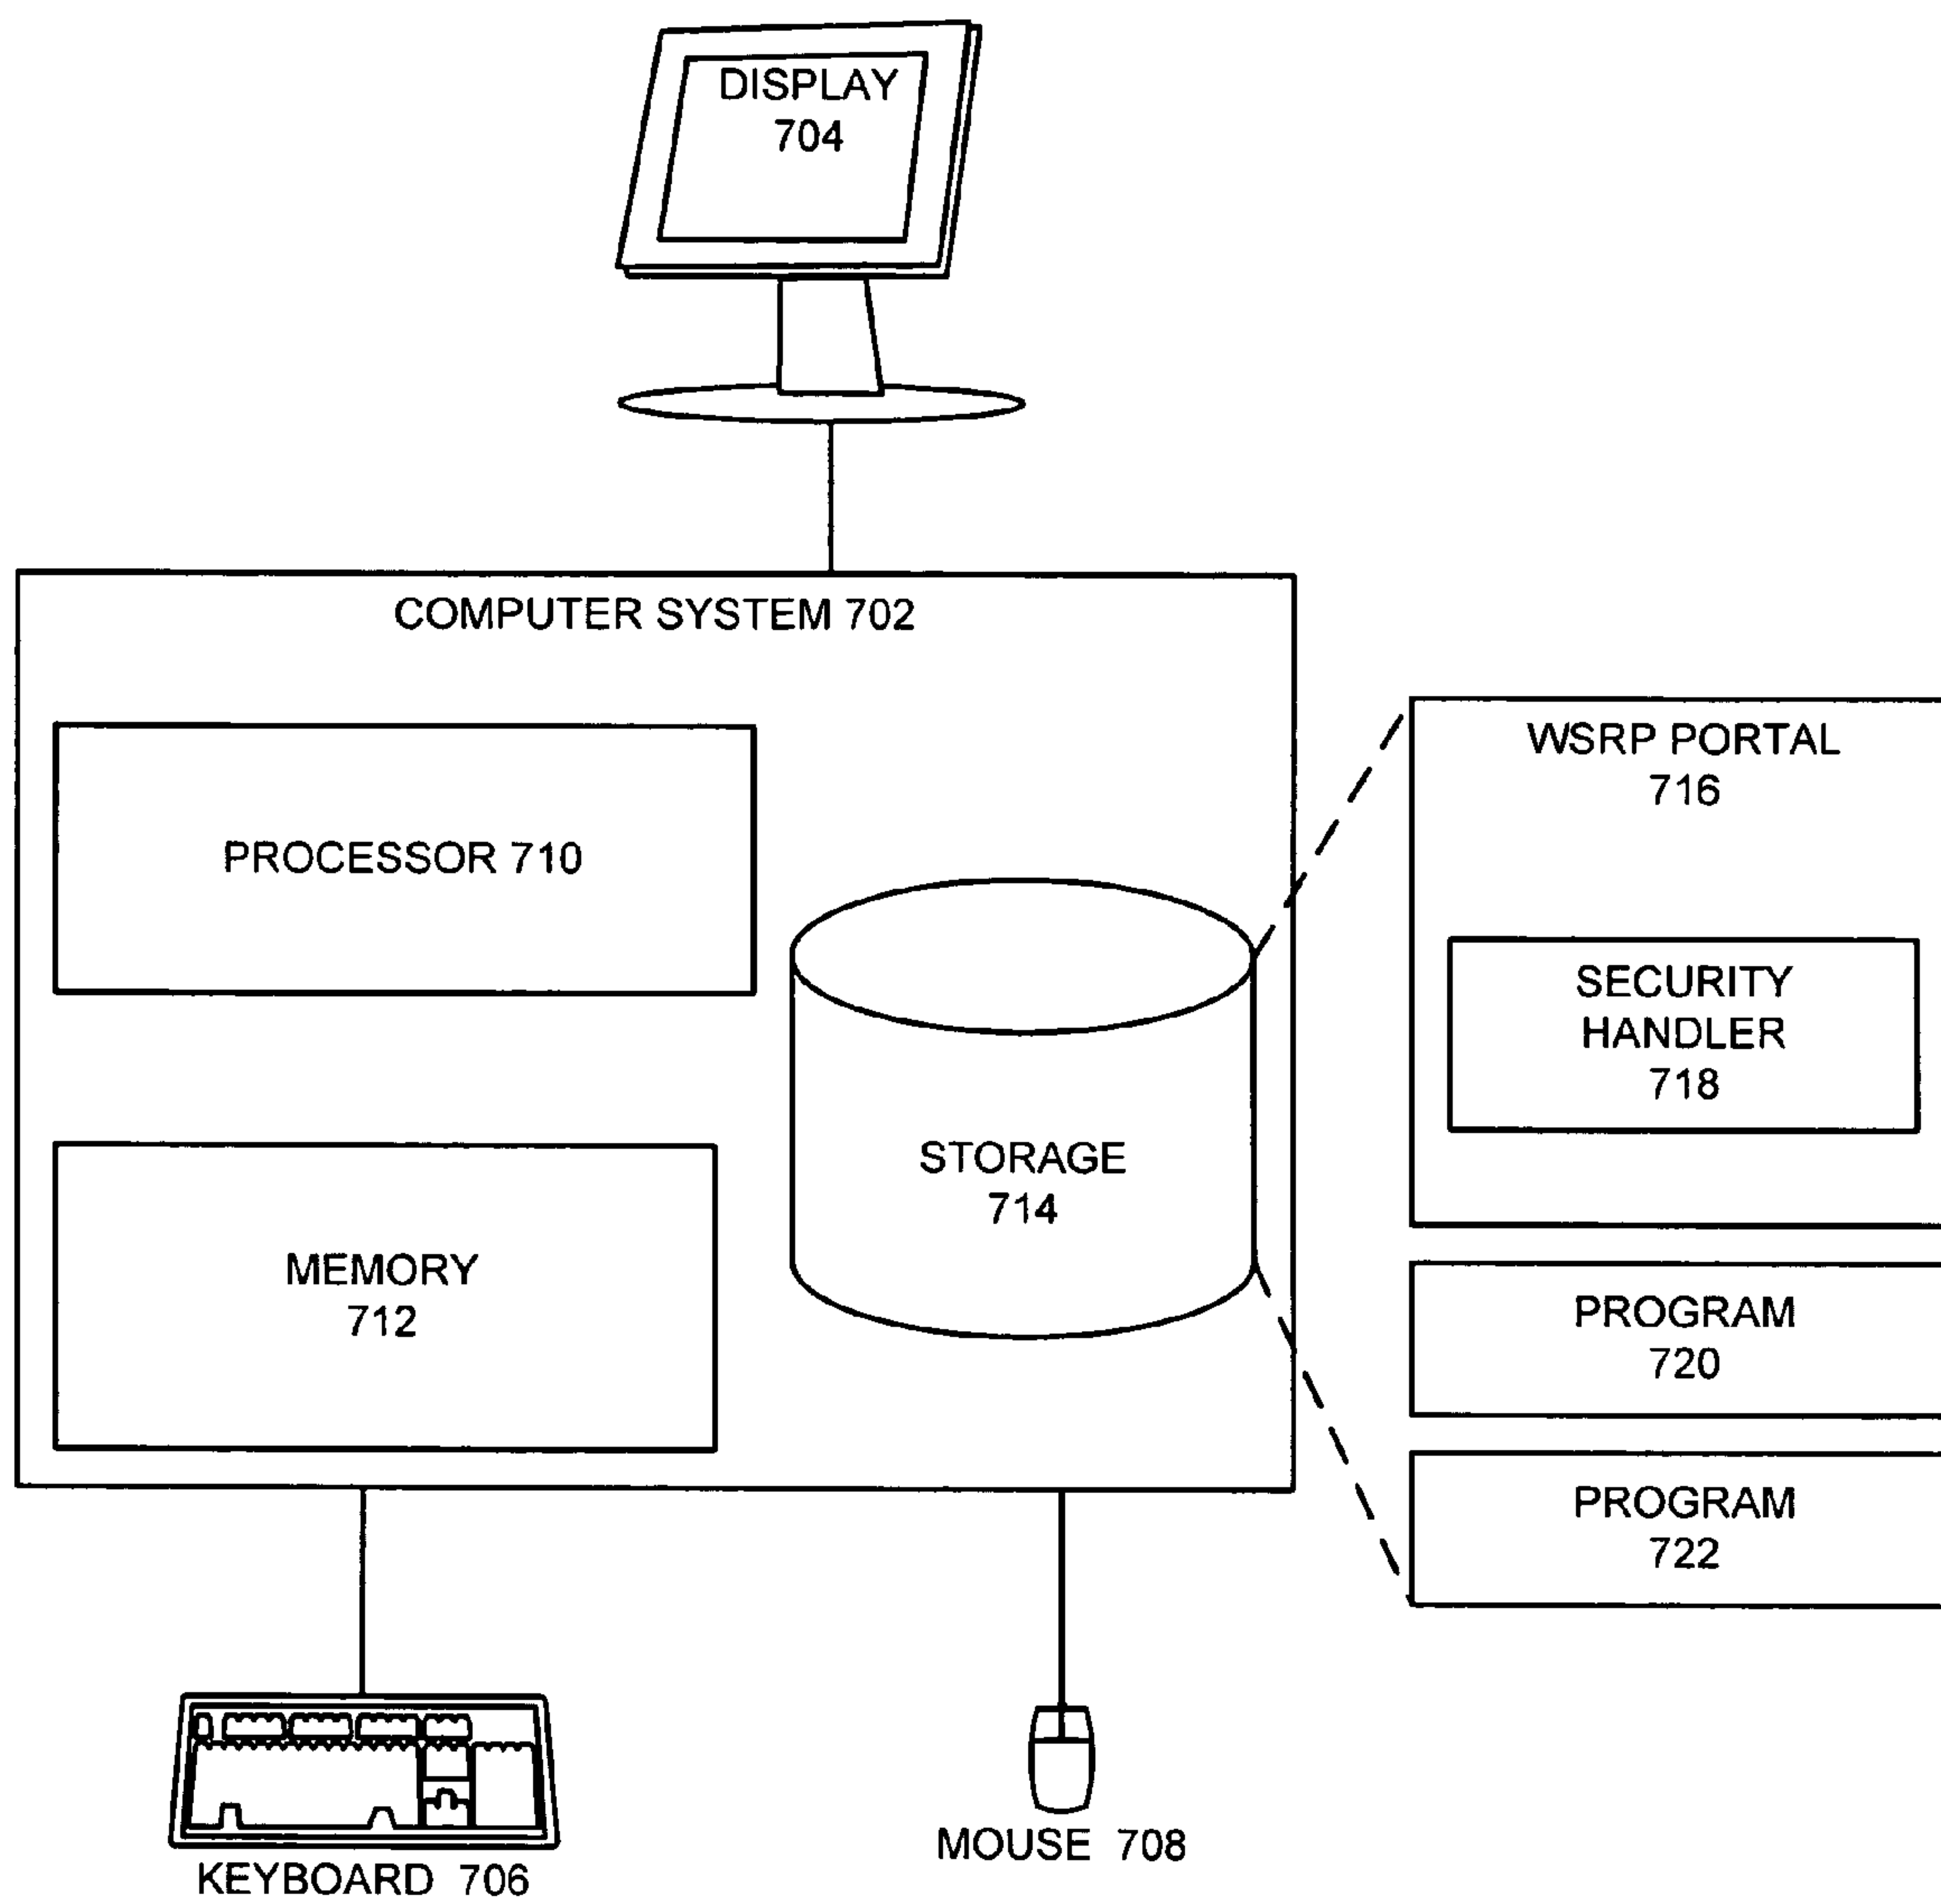 DISPLAY
704
COMPUTER SYSTEM 702
PROCESSOR 710
MEMORY
712
STORAGE
714
WSRP PORTAL
716
SECURITY
HANDLER
718
PROGRAM
720
PROGRAM
722
KEYBOARD 706
MOUSE 708